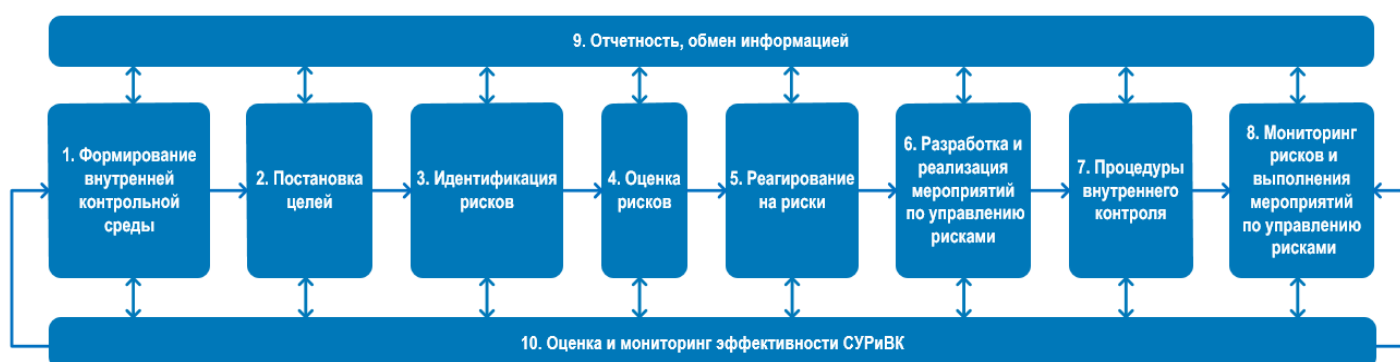 9. Отчетность, обмен информацией
1. Формирование
внутренней
контрольной
среды
2. Постановка
целей
3. Идентификация
рисков
4. Оценка
рисков
5. Реагирование
на риски
6. Разработка и
реализация
мероприятий
по управлению
рисками
7. Процедуры
внутреннего
контроля
8. Мониторинг
рисков и
выполнения
мероприятий
по управлению
рисками
10. Оценка и мониторинг эффективности СУРиВК